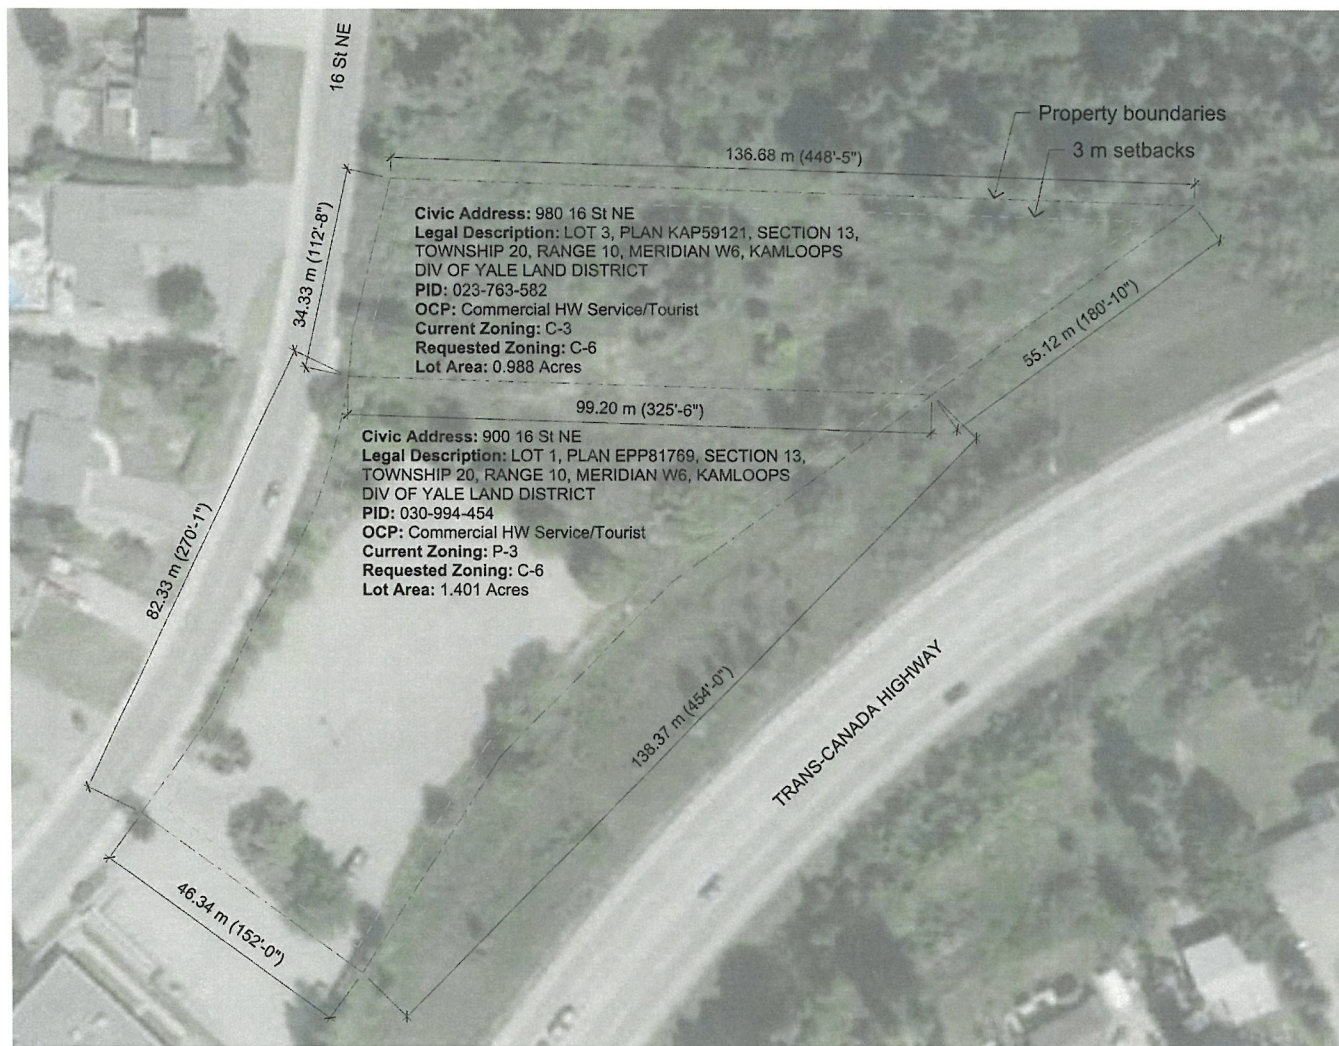 16 St NE
Property boundaries
136.68 m (448'-5")
3 m setbacks
34.33 m (112'-8")
Civic Address: 980 16 St NE
Legal Description: LOT 3, PLAN KAP59121, SECTION 13,
TOWNSHIP 20, RANGE 10, MERIDIAN W6, KAMLOOPS
DIV OF YALE LAND DISTRICT
PID: 023-763-582
OCP: Commercial HW Service/Tourist
Current Zoning: C-3
Requested Zoning: C-6
Lot Area: 0.988 Acres
55.12 m (180'-10")
99.20 m (325'-6")
Civic Address: 900 16 St NE
Legal Description: LOT 1, PLAN EPP81769, SECTION 13,
TOWNSHIP 20, RANGE 10, MERIDIAN W6, KAMLOOPS
DIV OF YALE LAND DISTRICT
PID: 030-994-454
OCP: Commercial HW Service/Tourist
Current Zoning: P-3
Requested Zoning: C-6
Lot Area: 1.401 Acres
82.33 m (270'-1")
138.37 m (454'-0")
TRANS-CANADA HIGHWAY
46.34 m (152'-0")